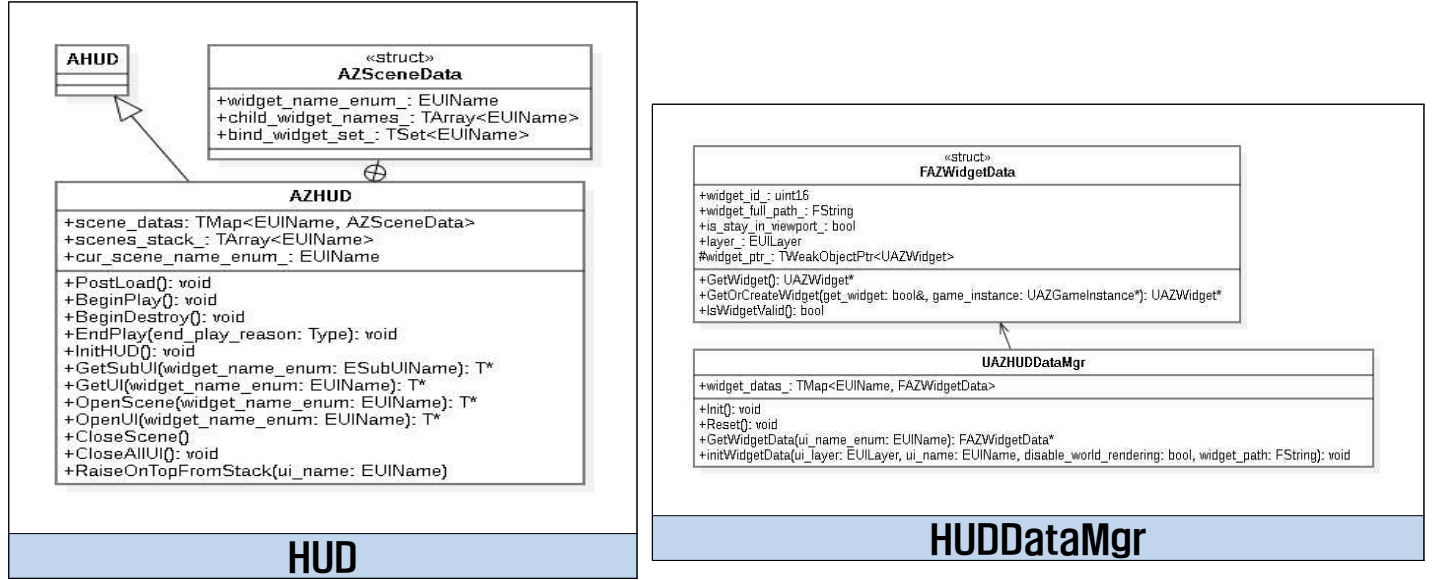 AHUD
«struct»
AZSceneData
+widget_name_enum_: EUIName
+child_widget_names_: TArray<EUIName>
+bind_widget_set_: TSet<EUIName>
AZHUD
+scene_datas: TMap<EUIName, AZSceneData>
+scenes_stack_: TArray<EUIName>
+cur_scene_name_enum_: EUIName
+PostLoad(): void
+BeginPlay(): void
+BeginDestroy(): void
+EndPlay(end_play_reason: Type): void
+InitHUD(): void
+GetSubUI(widget_name_enum: ESubUIName): T*
+GetUI(widget_name_enum: EUIName): T*
+OpenScene(widget_name_enum: EUIName): T*
+OpenUI(widget_name_enum: EUIName): T*
+CloseScene()
+CloseAllUI(): void
+RaiseOnTopFromStack(ui_name: EUIName)
HUD
«struct»
FAZWidgetData
+widget_id_: uint16
+widget_full_path_: FString
+is_stay_in_viewport_: bool
+layer_: EUILayer
#widget_ptr_: TWeakObjectPtr<UAZWidget>
+GetWidget(): UAZWidget*
+GetOrCreateWidget(get_widget: bool&, game_instance: UAZGameInstance*): UAZWidget*
+IsWidgetValid(): bool
UAZHUDDataMgr
+widget_datas_: TMap<EUIName, FAZWidgetData>
+Init(): void
+Reset(): void
+GetWidgetData(ui_name_enum: EUIName): FAZWidgetData*
+initWidgetData(ui_layer: EUILayer, ui_name: EUIName, disable_world_rendering: bool, widget_path: FString): void
HUDDataMgr